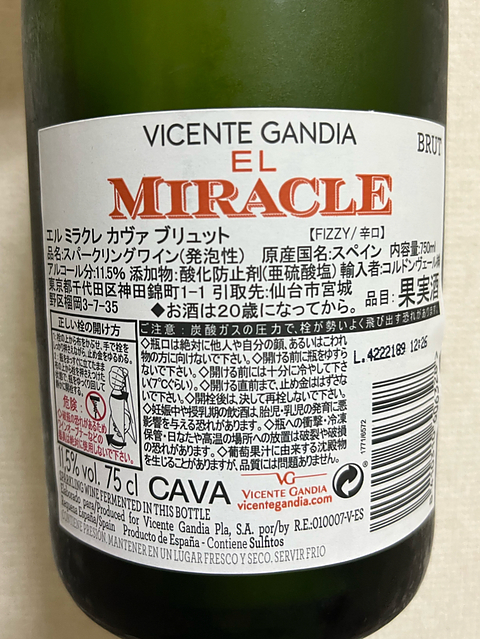 VICENTE GANDIA
BRUT
EL
MIRACLE
エル ミラクレ カヴァ ブリュット 【FIZZY/辛口】
品名:スパークリングワイン(発泡性) 原産国名:スペイン 内容量:750ml
アルコール分:11.5% 添加物:酸化防止剤(亜硫酸塩) 輸入者:コルドンヴェール㈱
東京都千代田区神田錦町1-1 引取先:仙台市宮城
野区榴岡3-7-35 ◆お酒は20歳になってから。 品目:果実酒
正しい栓の開け方
ご注意:炭酸ガスの圧力で、栓が勢いよく飛び出す恐れがあります
◇瓶口は絶対に他人や自分の顔、あるいはこわれ
物の方に向けないで下さい。◇開ける前に瓶をゆすら
ないで下さい。◇開ける前には十分に冷やして下さ
い(7℃ぐらい)。◇開ける直前まで、止め金ははずさな
いで下さい。◇開栓後は、決して再栓しないで下さい。
◇妊娠中や授乳期の飲酒は、胎児・乳児の発育に悪
影響を与える恐れがあります。◇瓶への衝撃・冷凍
保管・日なたや高温の場所への放置は破裂や破損
の恐れがあります。◇葡萄果汁に由来する沈殿物
を生じることがありますが、品質には問題ありません。
危険:
L.4222189 12:26
1771/6572
11,5% vol. 75 cl CAVA
VG
VICENTE GANDIA
vicentegandia.com
SPARKLING WINE FERMENTED IN THIS BOTTLE
Elaborado para/Produced for Vicente Gandia Pla, S.A. por/by R.E.:010007-V-ES
Requena España/Spain Producto de España - Contiene Sulfitos
CONTIENE PRESIÓN. MANTENER EN UN LUGAR FRESCO Y SECO. SERVIR FRIO